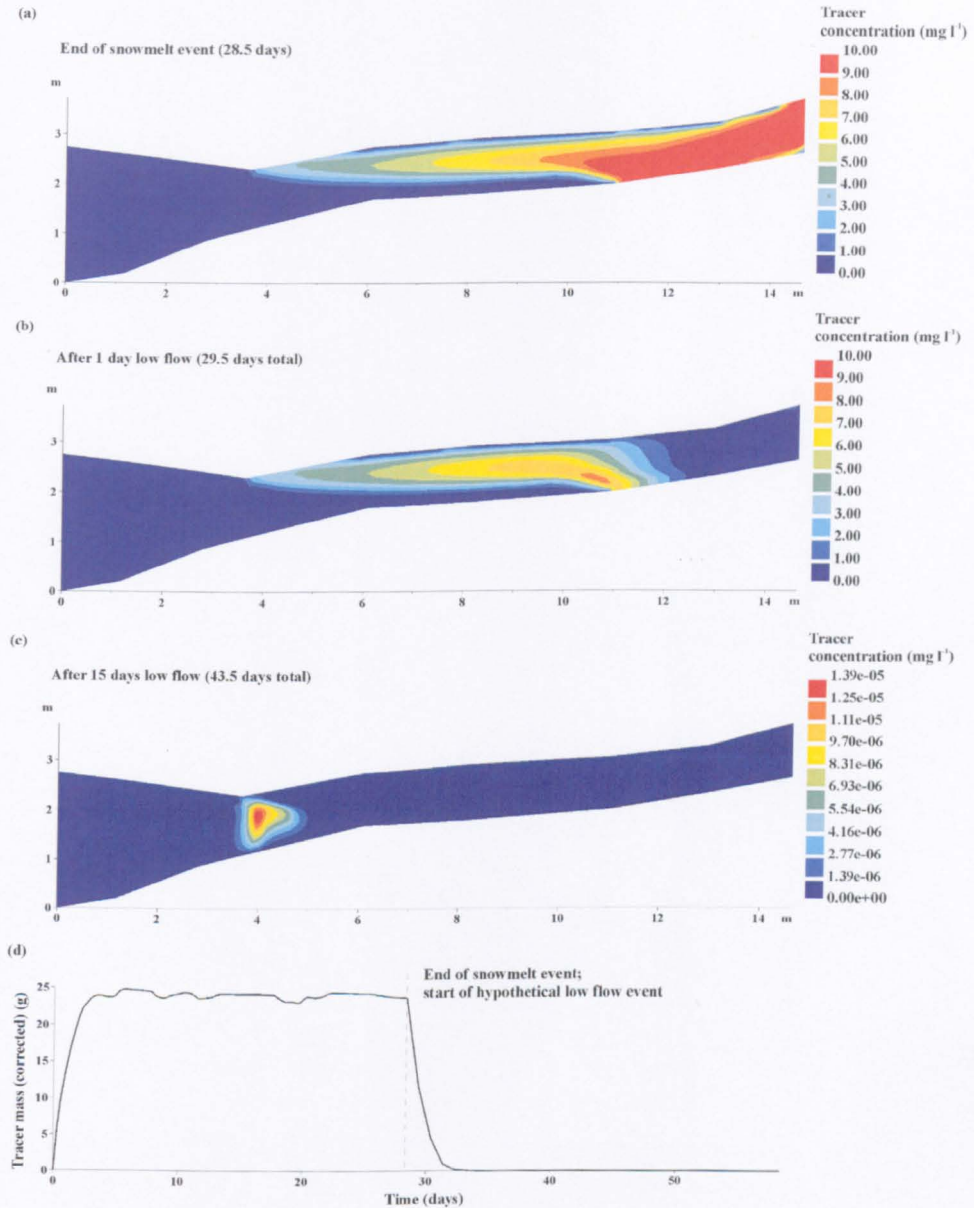 (a)
End of snowmelt event (28.5 days)
Tracer
concentration (mg l⁻¹)
10.00
9.00
8.00
7.00
6.00
5.00
4.00
3.00
2.00
1.00
0.00
m
3
2
1
0
0 2 4 6 8 10 12 14 m
(b)
After 1 day low flow (29.5 days total)
Tracer
concentration (mg l⁻¹)
10.00
9.00
8.00
7.00
6.00
5.00
4.00
3.00
2.00
1.00
0.00
m
3
2
1
0
0 2 4 6 8 10 12 14 m
(c)
After 15 days low flow (43.5 days total)
Tracer
concentration (mg l⁻¹)
1.39e-05
1.25e-05
1.11e-05
9.70e-06
8.31e-06
6.93e-06
5.54e-06
4.16e-06
2.77e-06
1.39e-06
0.00e+00
m
3
2
1
0
0 2 4 6 8 10 12 14 m
(d)
End of snowmelt event;
start of hypothetical low flow event
Tracer mass (corrected) (g)
25
20
15
10
5
0
0 10 20 30 40 50
Time (days)